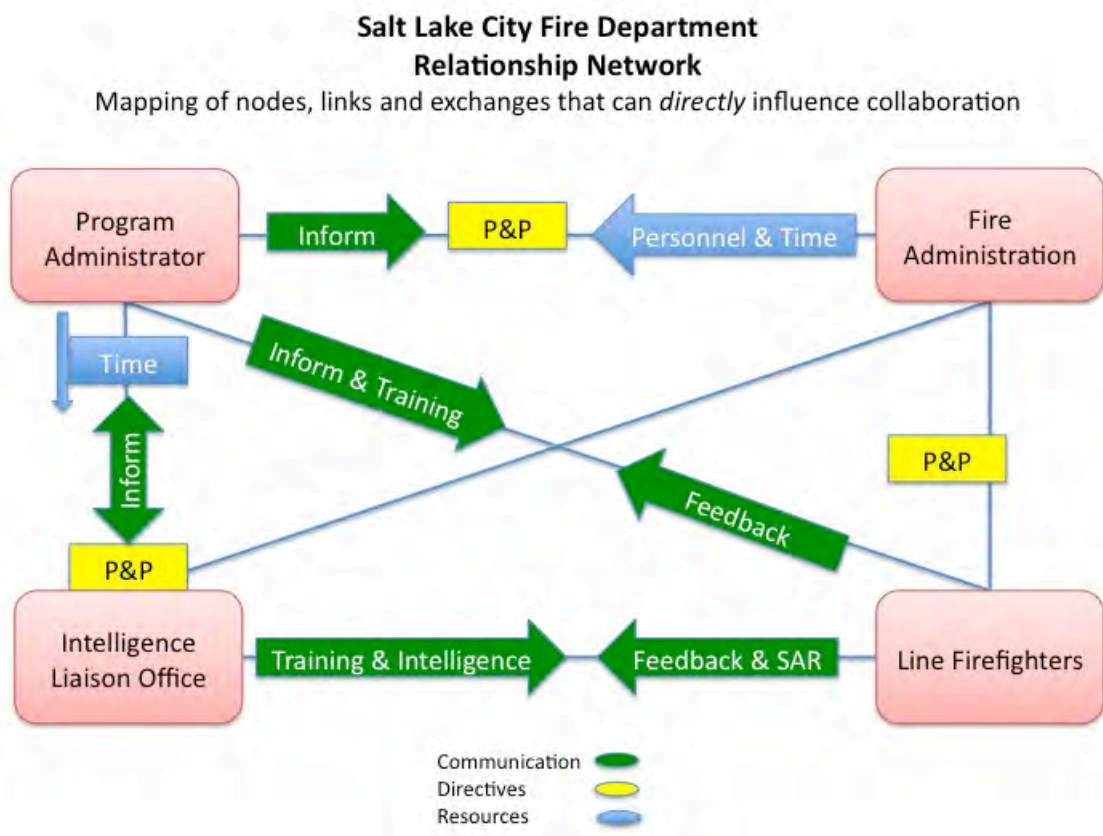 Salt Lake City Fire Department
Relationship Network
Mapping of nodes, links and exchanges that can directly influence collaboration
Program
Administrator
Inform
P&P
Personnel & Time
Fire
Administration
Time
Inform & Training
Inform
P&P
Feedback
P&P
Intelligence
Liaison Office
Training & Intelligence
Feedback & SAR
Line Firefighters
Communication
Directives
Resources